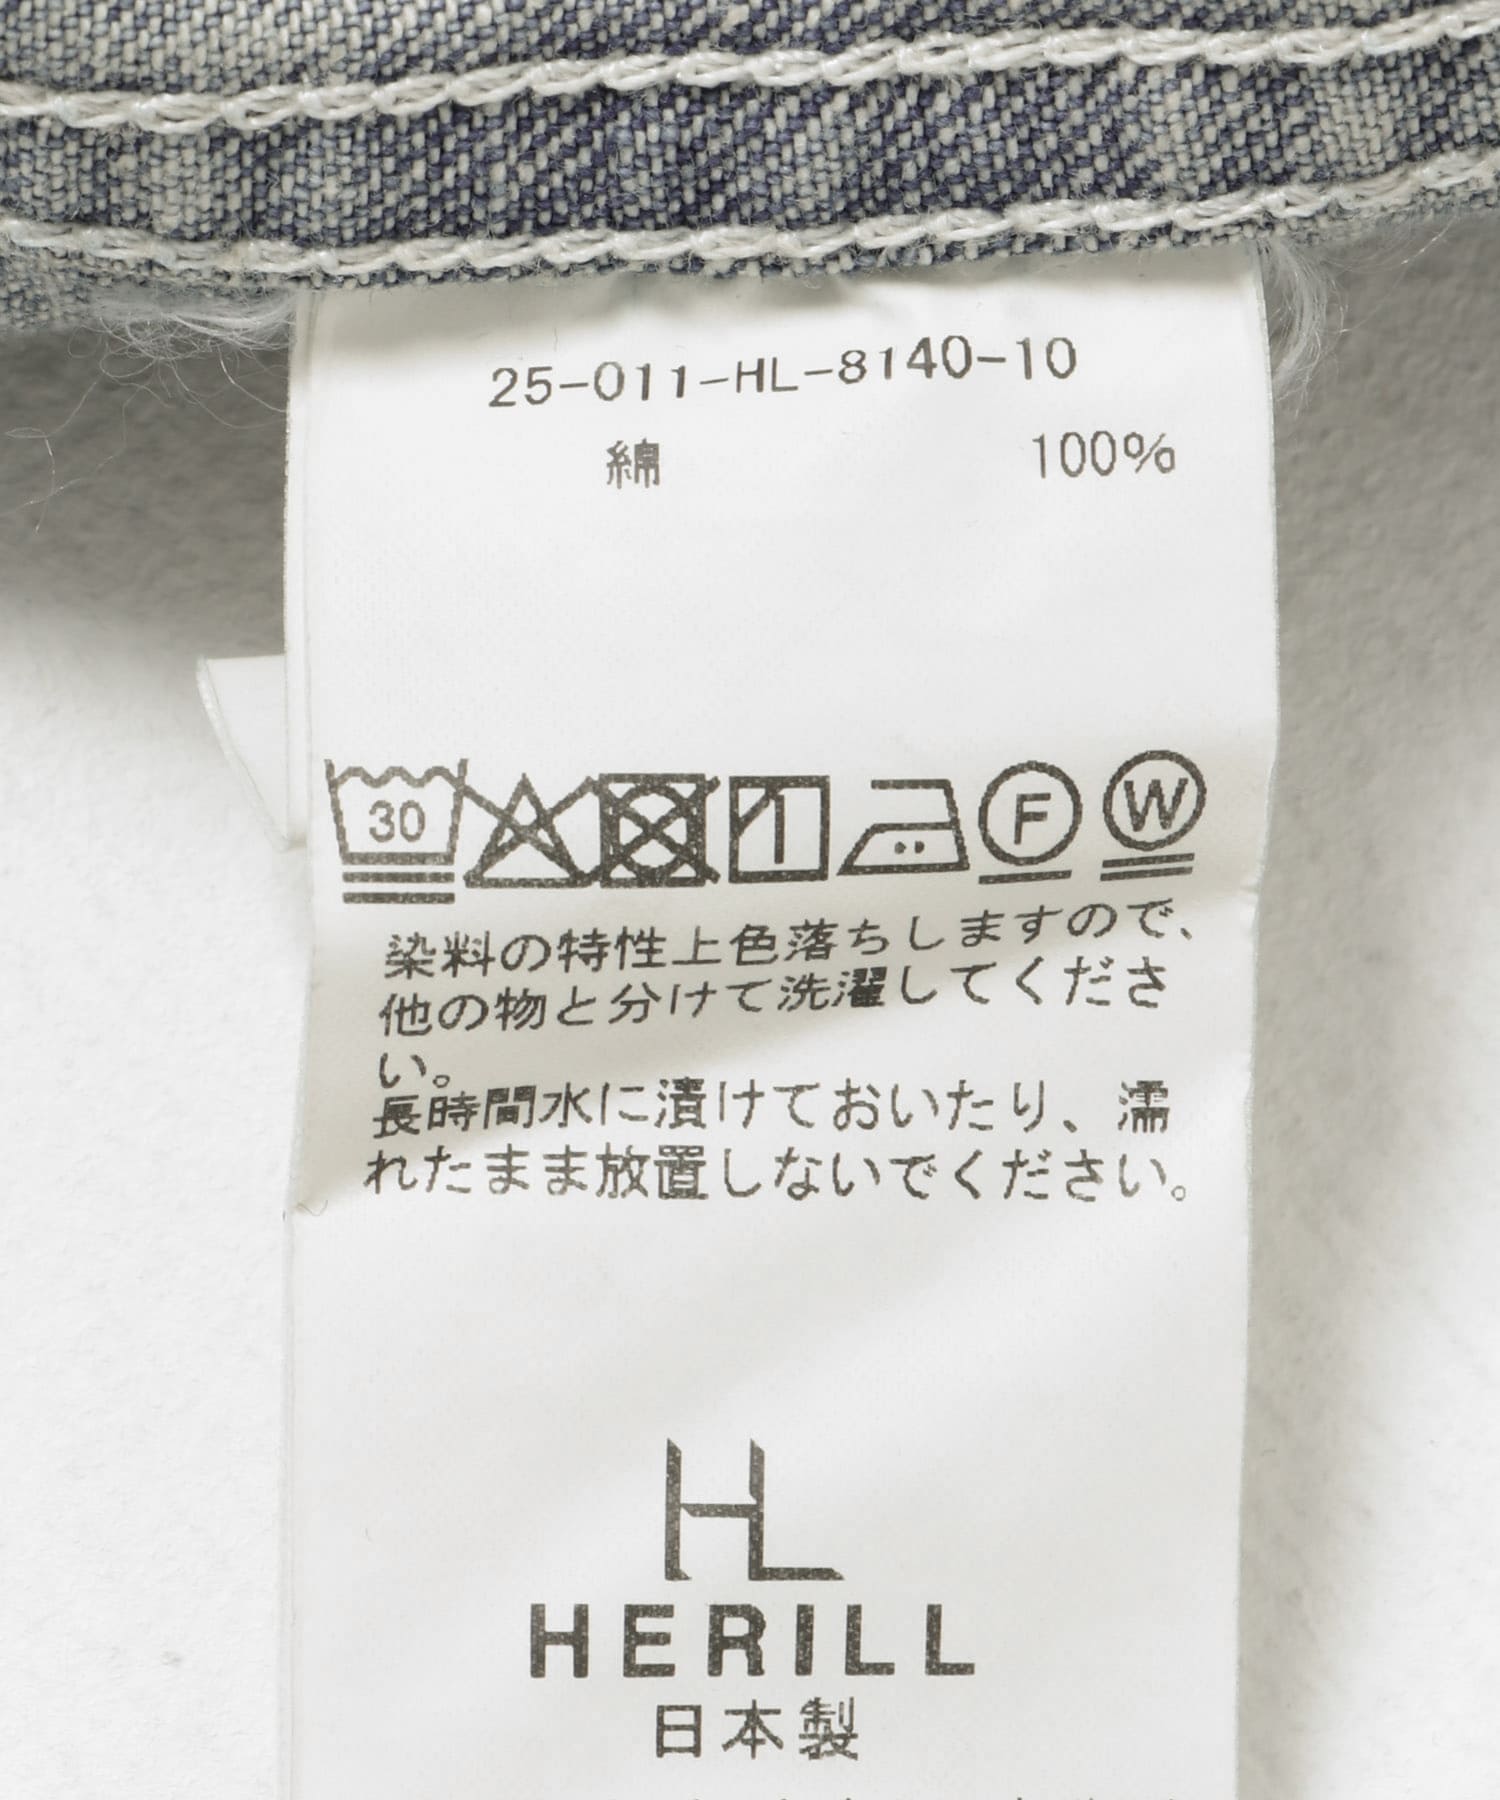 25-011-HL-8140-10
綿 100%
30 F W
染料の特性上色落ちしますので、
他の物と分けて洗濯してくださ
い。
長時間水に漬けておいたり、濡
れたまま放置しないでください。
HL
HERILL
日本製